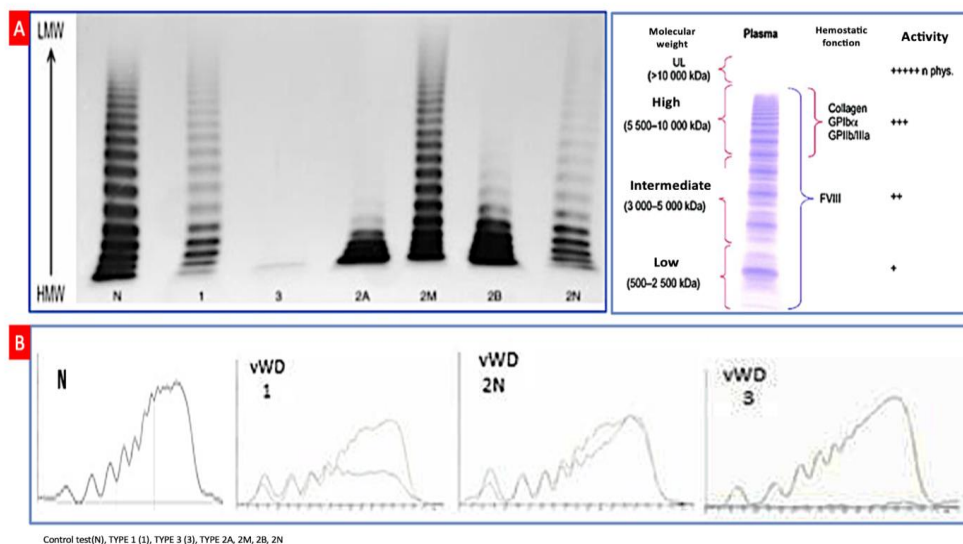 A
LMW
HMW
N 1 3 2A 2M 2B 2N
Molecular weight
Plasma
Hemostatic fonction
Activity
UL
(>10 000 kDa)
+++++ n phys.
High
(5 500–10 000 kDa)
Collagen
GPIbα
GPIIb/IIIa
+++
Intermediate
(3 000–5 000 kDa)
FVIII
++
Low
(500–2 500 kDa)
+
B
N
vWD
1
vWD
2N
vWD
3
Control test(N), TYPE 1 (1), TYPE 3 (3), TYPE 2A, 2M, 2B, 2N